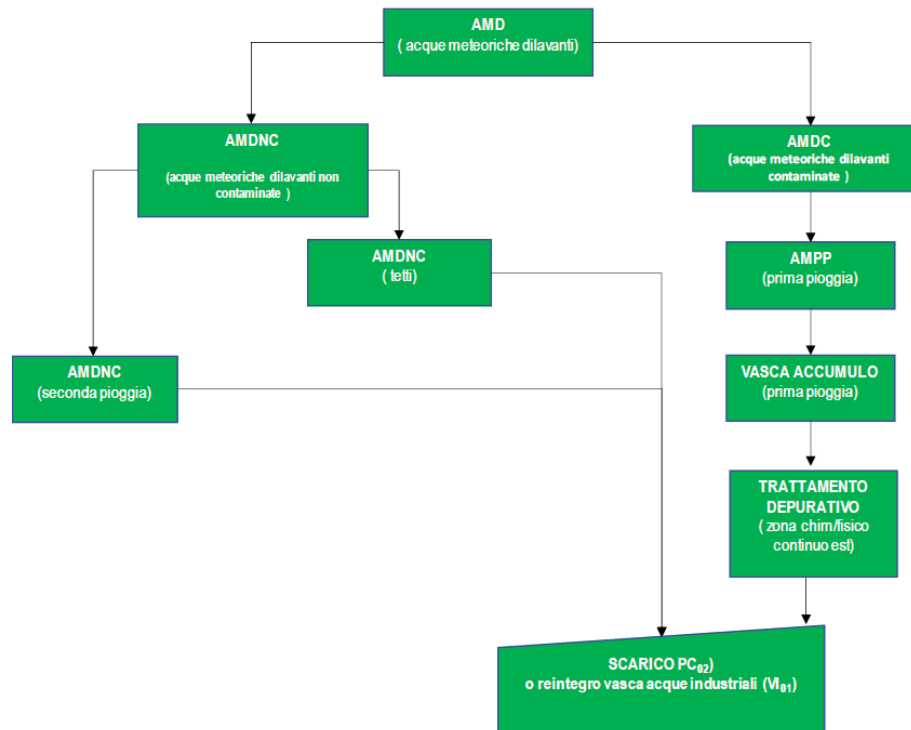 AMD
( acque meteoriche dilavanti)
AMDNC
(acque meteoriche dilavanti non
contaminate )
AMDC
(acque meteoriche dilavanti
contaminate )
AMDNC
( tetti)
AMPP
(prima pioggia)
AMDNC
(seconda pioggia)
VASCA ACCUMULO
(prima pioggia)
TRATTAMENTO
DEPURATIVO
( zona chim/fisico
continuo est)
SCARICO PC₀₂)
o reintegro vasca acque industriali (VI₀₁)